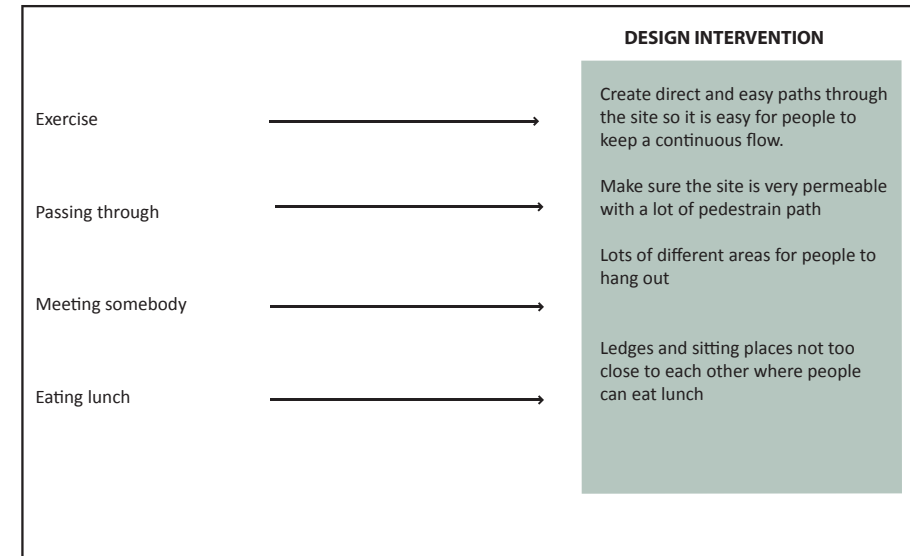 DESIGN INTERVENTION
Exercise
Create direct and easy paths through
the site so it is easy for people to
keep a continuous flow.
Passing through
Make sure the site is very permeable
with a lot of pedestrain path
Meeting somebody
Lots of different areas for people to
hang out
Eating lunch
Ledges and sitting places not too
close to each other where people
can eat lunch